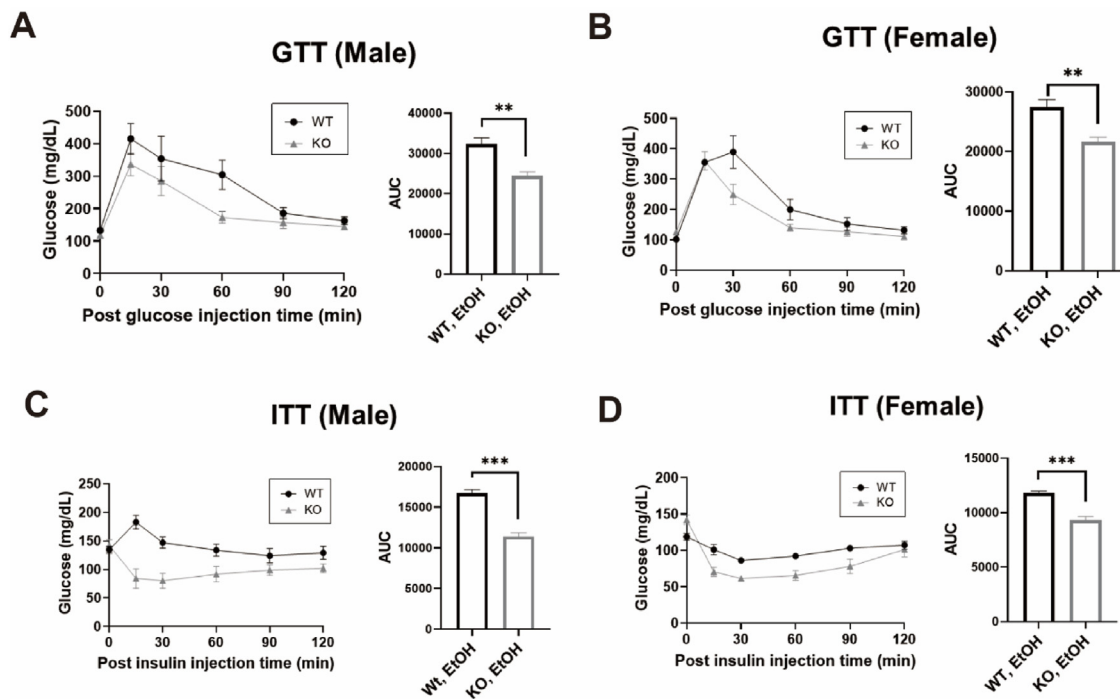 A
GTT (Male)
Glucose (mg/dL)
500
400
300
200
100
0
WT
KO
0 30 60 90 120
Post glucose injection time (min)
AUC
40000
30000
20000
10000
0
**
WT, EtOH
KO, EtOH
B
GTT (Female)
Glucose (mg/dL)
500
400
300
200
100
0
WT
KO
0 30 60 90 120
Post glucose injection time (min)
AUC
30000
20000
10000
0
**
WT, EtOH
KO, EtOH
C
ITT (Male)
Glucose (mg/dL)
250
200
150
100
50
0
WT
KO
0 30 60 90 120
Post insulin injection time (min)
AUC
20000
15000
10000
5000
0
***
Wt, EtOH
KO, EtOH
D
ITT (Female)
Glucose (mg/dL)
200
150
100
50
0
WT
KO
0 30 60 90 120
Post insulin injection time (min)
AUC
15000
10000
5000
0
***
WT, EtOH
KO, EtOH